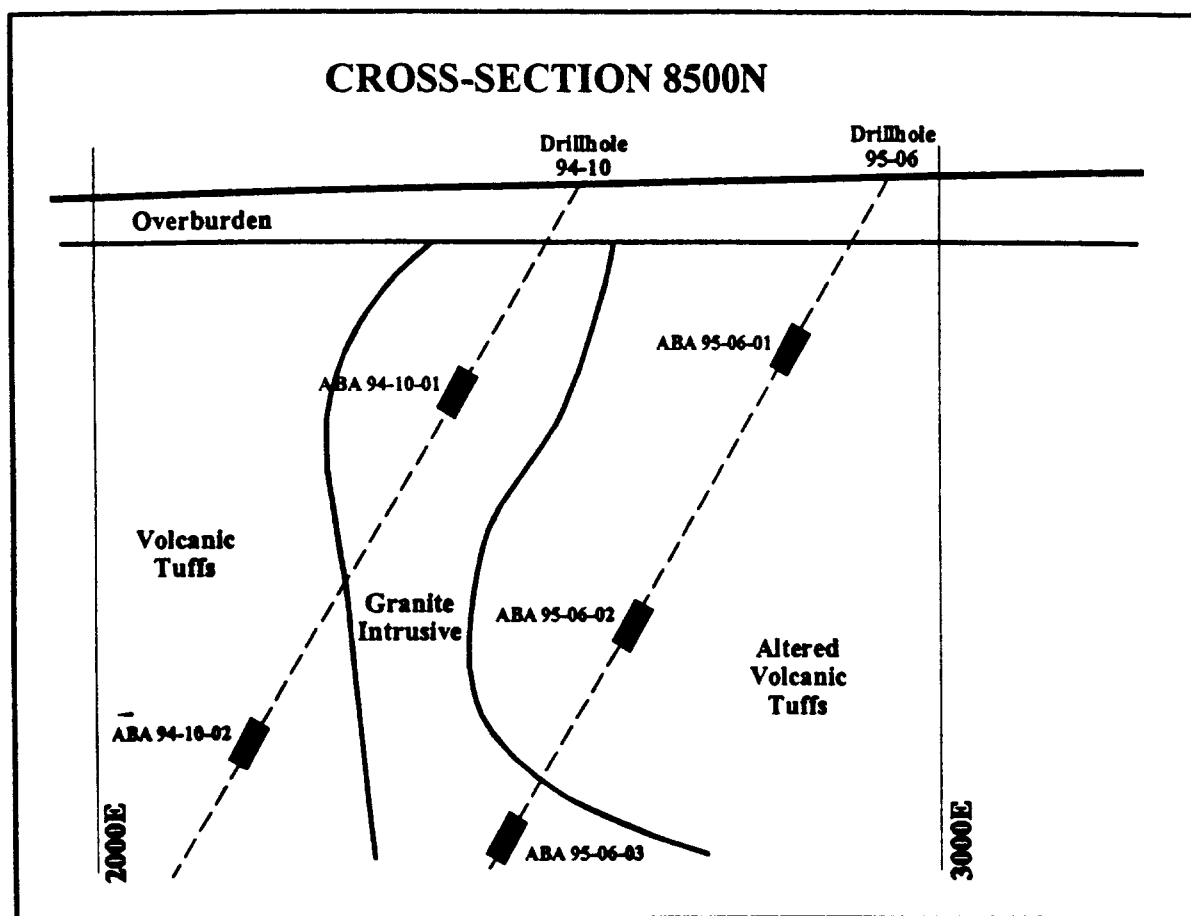 CROSS-SECTION 8500N
Drillhole
94-10
Drillhole
95-06
Overburden
ABA 95-06-01
ABA 94-10-01
Volcanic
Tuffs
Granite
Intrusive
ABA 95-06-02
Altered
Volcanic
Tuffs
ABA 94-10-02
ABA 95-06-03
2000E
3000E